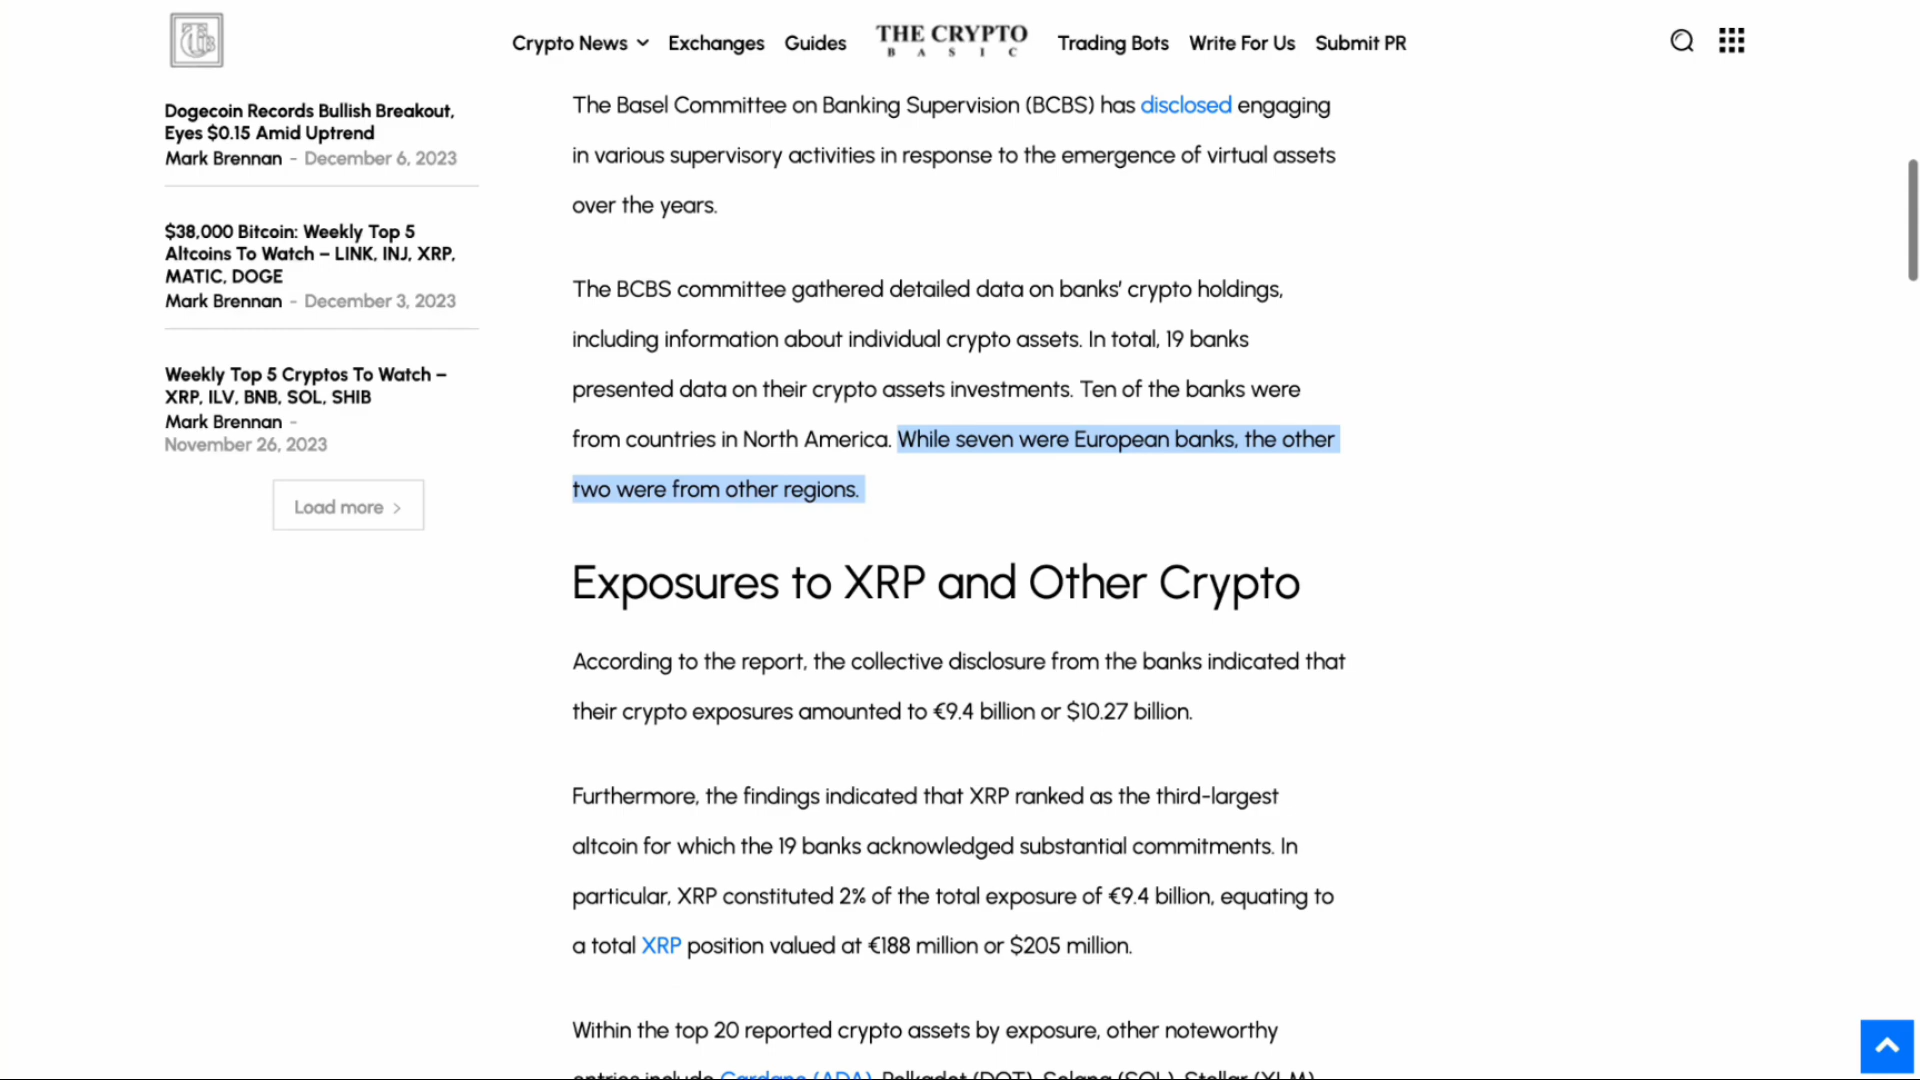 Crypto News Exchanges Guides THE CRYPTO BASIC Trading Bots Write For Us Submit PR
Dogecoin Records Bullish Breakout,
Eyes $0.15 Amid Uptrend
Mark Brennan - December 6, 2023
$38,000 Bitcoin: Weekly Top 5
Altcoins To Watch – LINK, INJ, XRP,
MATIC, DOGE
Mark Brennan - December 3, 2023
Weekly Top 5 Cryptos To Watch –
XRP, ILV, BNB, SOL, SHIB
Mark Brennan -
November 26, 2023
Load more >
The Basel Committee on Banking Supervision (BCBS) has disclosed engaging
in various supervisory activities in response to the emergence of virtual assets
over the years.
The BCBS committee gathered detailed data on banks’ crypto holdings,
including information about individual crypto assets. In total, 19 banks
presented data on their crypto assets investments. Ten of the banks were
from countries in North America. While seven were European banks, the other
two were from other regions.
Exposures to XRP and Other Crypto
According to the report, the collective disclosure from the banks indicated that
their crypto exposures amounted to €9.4 billion or $10.27 billion.
Furthermore, the findings indicated that XRP ranked as the third-largest
altcoin for which the 19 banks acknowledged substantial commitments. In
particular, XRP constituted 2% of the total exposure of €9.4 billion, equating to
a total XRP position valued at €188 million or $205 million.
Within the top 20 reported crypto assets by exposure, other noteworthy
entries include Cardano (ADA), Polkadot (DOT), Solana (SOL), Stellar (XLM)